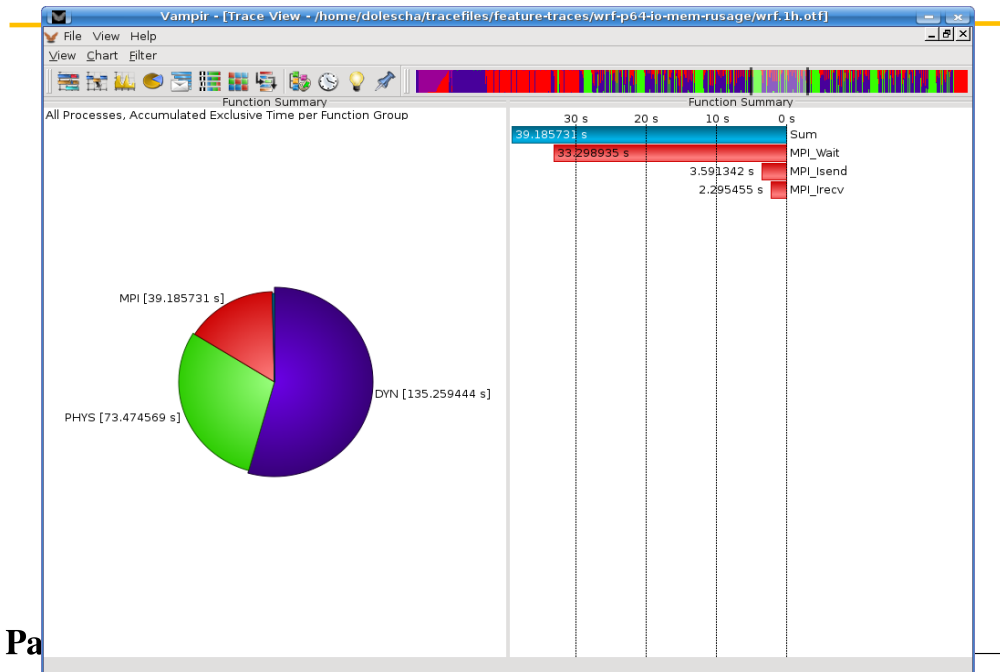 Vampir - [Trace View - /home/dolescha/tracefiles/feature-traces/wrf-p64-io-mem-rusage/wrf.1h.otf]
File View Help
View Chart Filter
Function Summary
All Processes, Accumulated Exclusive Time per Function Group
MPI [39.185731 s]
DYN [135.259444 s]
PHYS [73.474569 s]
Function Summary
30 s 20 s 10 s 0 s
39.185731 s Sum
33.298935 s MPI_Wait
3.591342 s MPI_Isend
2.295455 s MPI_Irecv
Pa